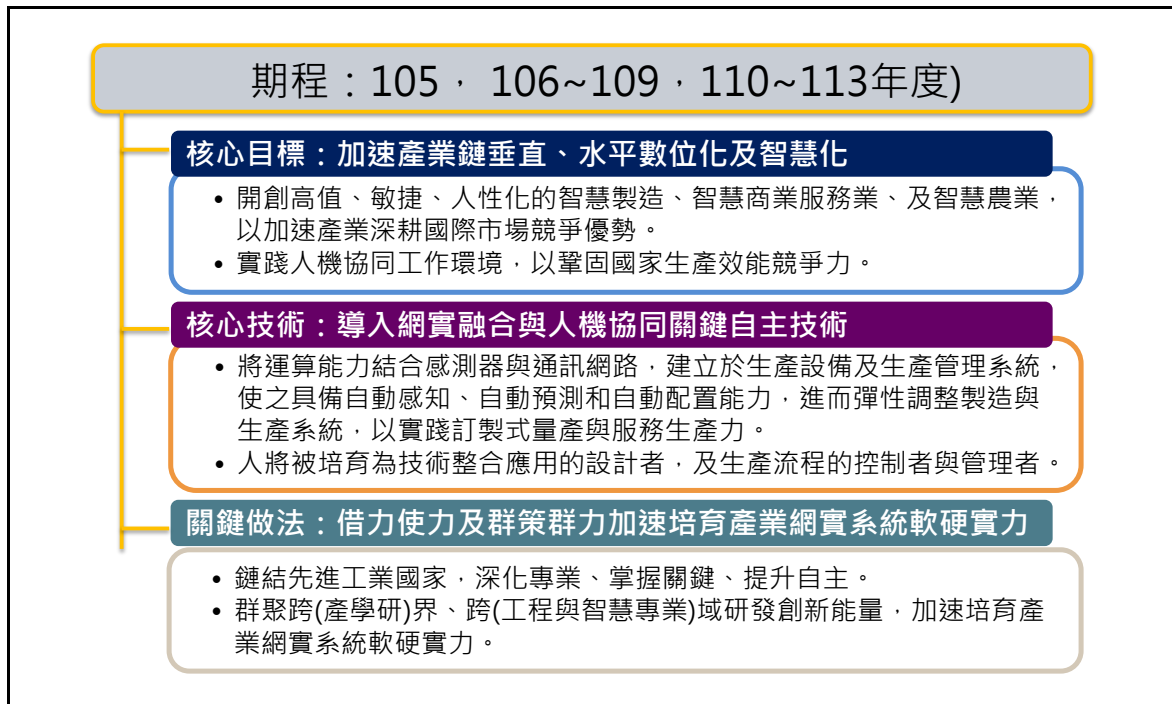 期程：105， 106~109，110~113年度)
核心目標：加速產業鏈垂直、水平數位化及智慧化
• 開創高值、敏捷、人性化的智慧製造、智慧商業服務業、及智慧農業，
以加速產業深耕國際市場競爭優勢。
• 實踐人機協同工作環境，以鞏固國家生產效能競爭力。
核心技術：導入網實融合與人機協同關鍵自主技術
• 將運算能力結合感測器與通訊網路，建立於生產設備及生產管理系統，
使之具備自動感知、自動預測和自動配置能力，進而彈性調整製造與
生產系統，以實踐訂製式量產與服務生產力。
• 人將被培育為技術整合應用的設計者，及生產流程的控制者與管理者。
關鍵做法：借力使力及群策群力加速培育產業網實系統軟硬實力
• 鏈結先進工業國家，深化專業、掌握關鍵、提升自主。
• 群聚跨(產學研)界、跨(工程與智慧專業)域研發創新能量，加速培育產
業網實系統軟硬實力。